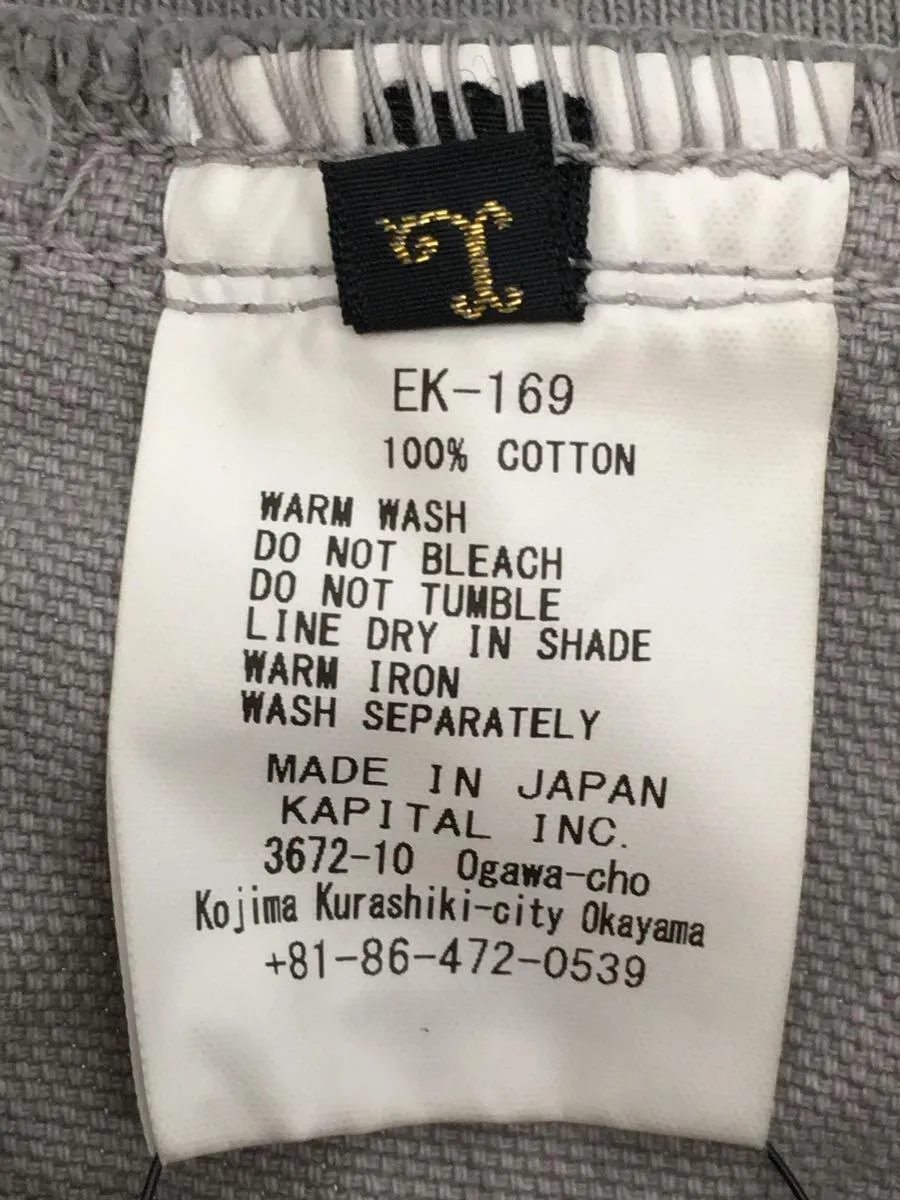 EK-169
100% COTTON
WARM WASH
DO NOT BLEACH
DO NOT TUMBLE
LINE DRY IN SHADE
WARM IRON
WASH SEPARATELY
MADE IN JAPAN
KAPITAL INC.
3672-10 Ogawa-cho
Kojima Kurashiki-city Okayama
+81-86-472-0539